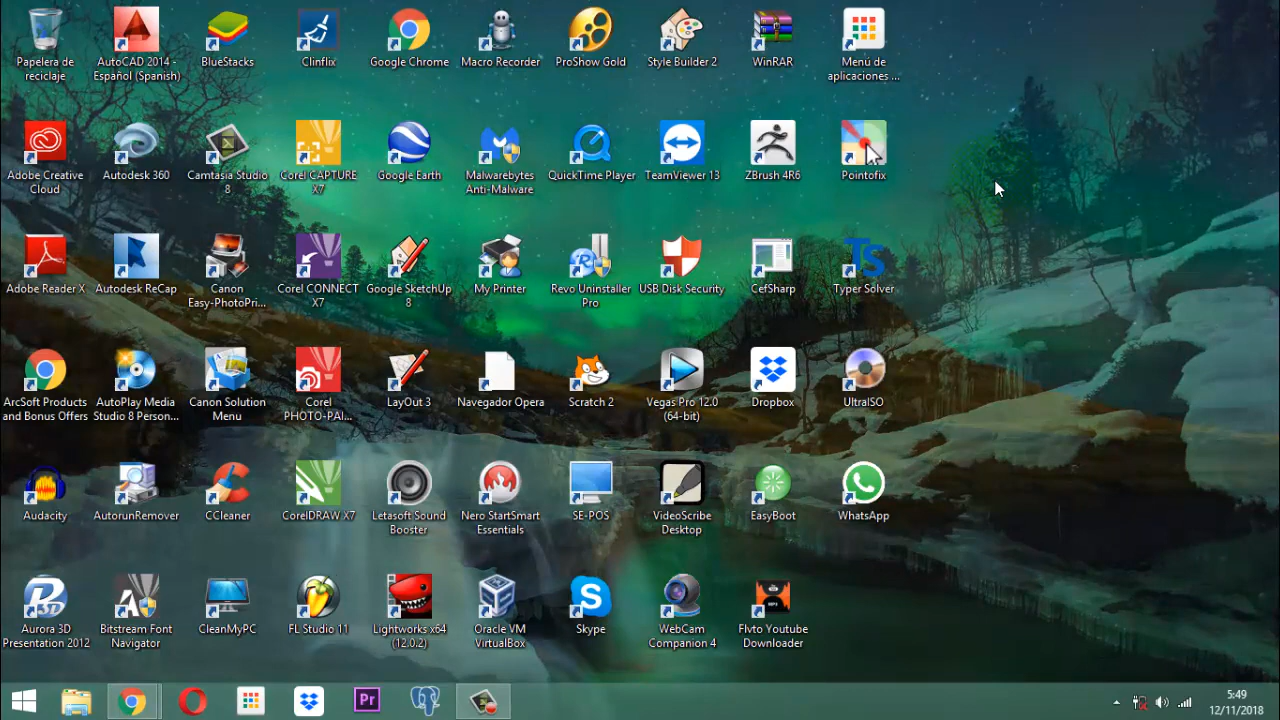 Papelera de
reciclaje
AutoCAD 2014 -
Español (Spanish)
BlueStacks
Clinflix
Google Chrome
Macro Recorder
ProShow Gold
Style Builder 2
WinRAR
Menú de
aplicaciones ...
Adobe Creative
Cloud
Autodesk 360
Camtasia Studio
8
Corel CAPTURE
X7
Google Earth
Malwarebytes
Anti-Malware
QuickTime Player
TeamViewer 13
ZBrush 4R6
Pointofix
Adobe Reader X
Autodesk ReCap
Canon
Easy-PhotoPri...
Corel CONNECT
X7
Google SketchUp
8
My Printer
Revo Uninstaller
Pro
USB Disk Security
CefSharp
Ts
Typer Solver
ArcSoft Products
and Bonus Offers
AutoPlay Media
Studio 8 Person...
Canon Solution
Menu
Corel
PHOTO-PAI...
LayOut 3
Navegador Opera
Scratch 2
Vegas Pro 12.0
(64-bit)
Dropbox
UltraISO
Audacity
AutorunRemover
CCleaner
CorelDRAW X7
Letasoft Sound
Booster
Nero StartSmart
Essentials
SE-POS
VideoScribe
Desktop
EasyBoot
WhatsApp
Aurora 3D
Presentation 2012
Bitstream Font
Navigator
CleanMyPC
FL Studio 11
Lightworks x64
(12.0.2)
Oracle VM
VirtualBox
Skype
WebCam
Companion 4
Flvto Youtube
Downloader
Pr
5:49
12/11/2018